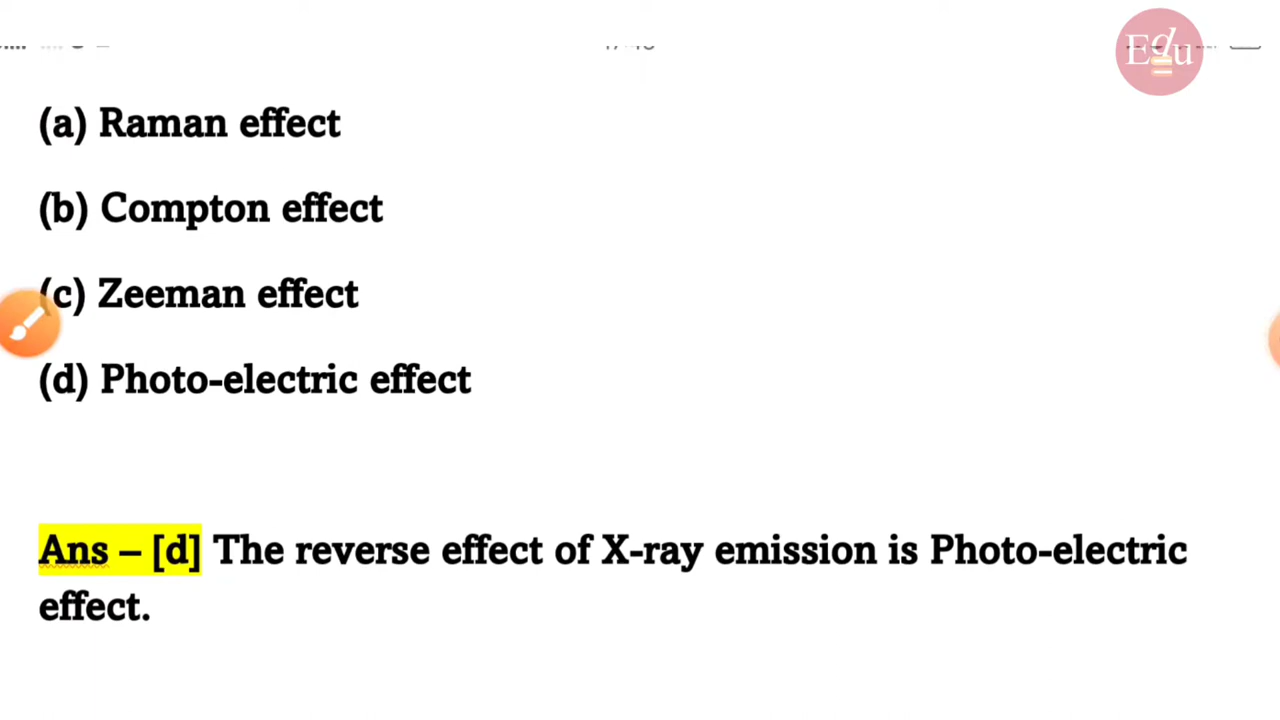 Edu
(a) Raman effect
(b) Compton effect
(c) Zeeman effect
(d) Photo-electric effect
Ans – [d] The reverse effect of X-ray emission is Photo-electric
effect.